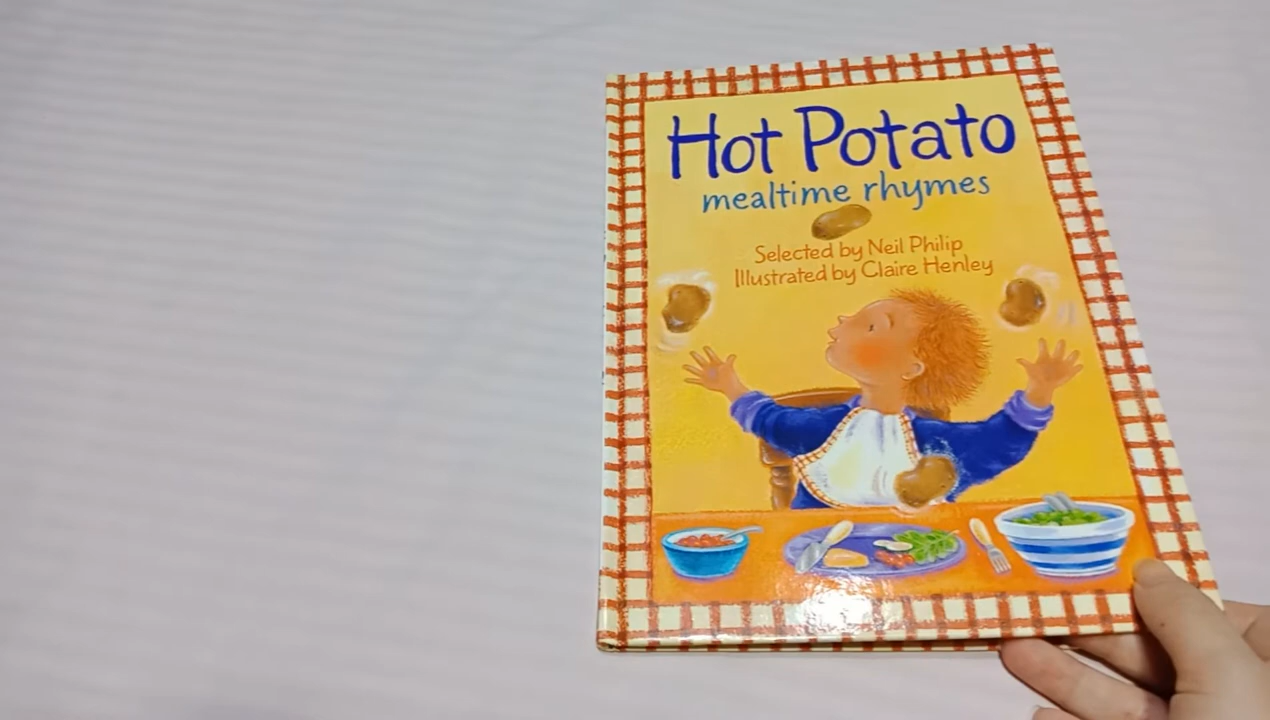 Hot Potato
mealtime rhymes
Selected by Neil Philip
Illustrated by Claire Henley